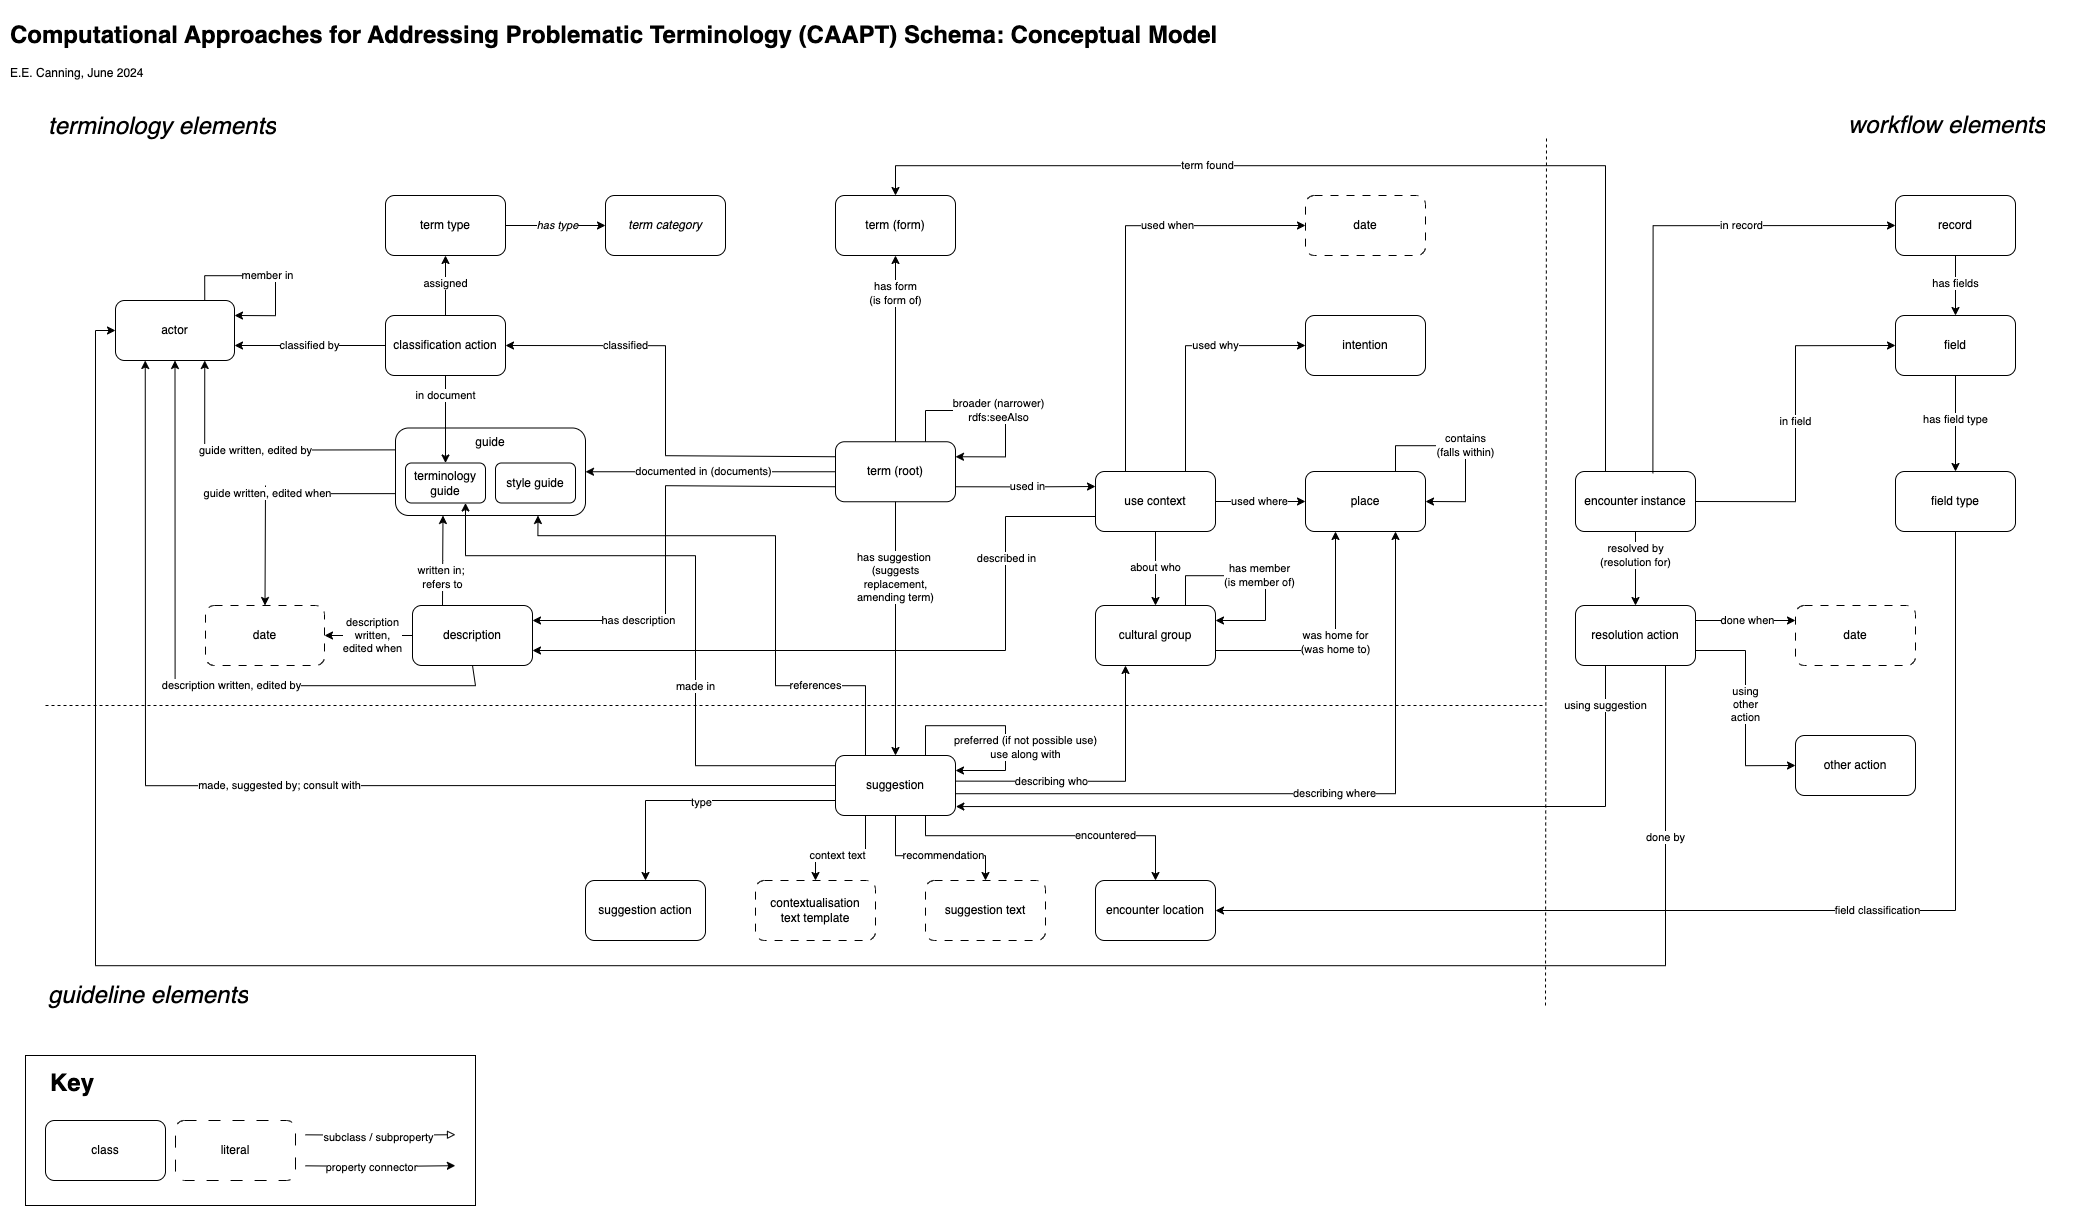 Computational Approaches for Addressing Problematic Terminology (CAAPT) Schema: Conceptual Model
E.E. Canning, June 2024
terminology elements
workflow elements
term found
term type
has type
term category
term (form)
used when
date
in record
record
member in
assigned
has form
(is form of)
has fields
actor
classified by
classification action
classified
used why
intention
field
in document
broader (narrower)
rdfs:seeAlso
in field
has field type
guide written, edited by
guide
contains
(falls within)
terminology
guide
style guide
documented in (documents)
term (root)
used in
guide written, edited when
use context
used where
place
encounter instance
field type
written in;
refers to
has suggestion
(suggests
replacement,
amending term)
described in
about who
has member
(is member of)
resolved by
(resolution for)
date
description
written,
edited when
description
has description
cultural group
was home for
(was home to)
resolution action
done when
date
description written, edited by
made in
references
using suggestion
using
other
action
preferred (if not possible use)
use along with
made, suggested by; consult with
suggestion
describing who
describing where
other action
type
encountered
done by
context text
recommendation
suggestion action
contextualisation
text template
suggestion text
encounter location
field classification
guideline elements
Key
class
literal
subclass / subproperty
property connector